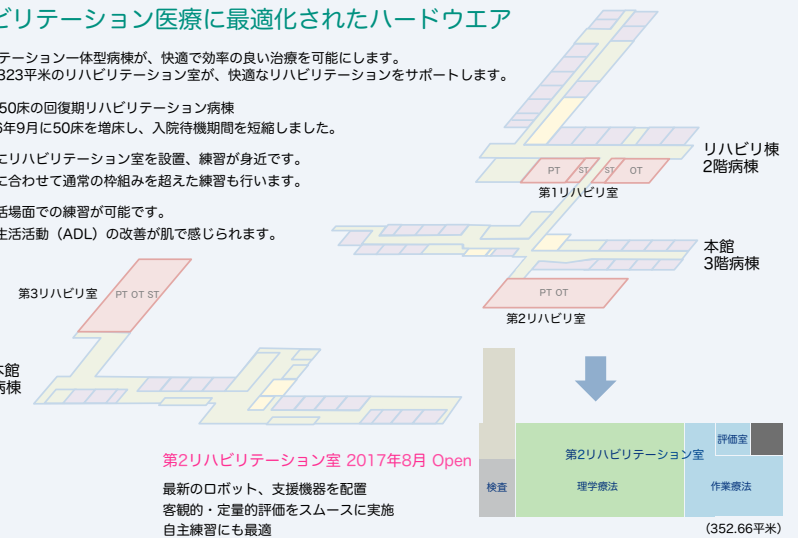 ビリテーション医療に最適化されたハードウエア
テーション一体型病棟が、快適で効率の良い治療を可能にします。
323平米のリハビリテーション室が、快適なリハビリテーションをサポートします。
50床の回復期リハビリテーション病棟
6年9月に50床を増床し、入院待機期間を短縮しました。
にリハビリテーション室を設置、練習が身近です。
に合わせて通常の枠組みを超えた練習も行います。
活場面での練習が可能です。
生活活動（ADL）の改善が肌で感じられます。
PT ST ST OT
第1リハビリ室
リハビリ棟
2階病棟
本館
3階病棟
PT OT
第2リハビリ室
第3リハビリ室
PT OT ST
本館
病棟
第2リハビリテーション室 2017年8月 Open
最新のロボット、支援機器を配置
客観的・定量的評価をスムースに実施
自主練習にも最適
第2リハビリテーション室
評価室
検査
理学療法
作業療法
（352.66平米）